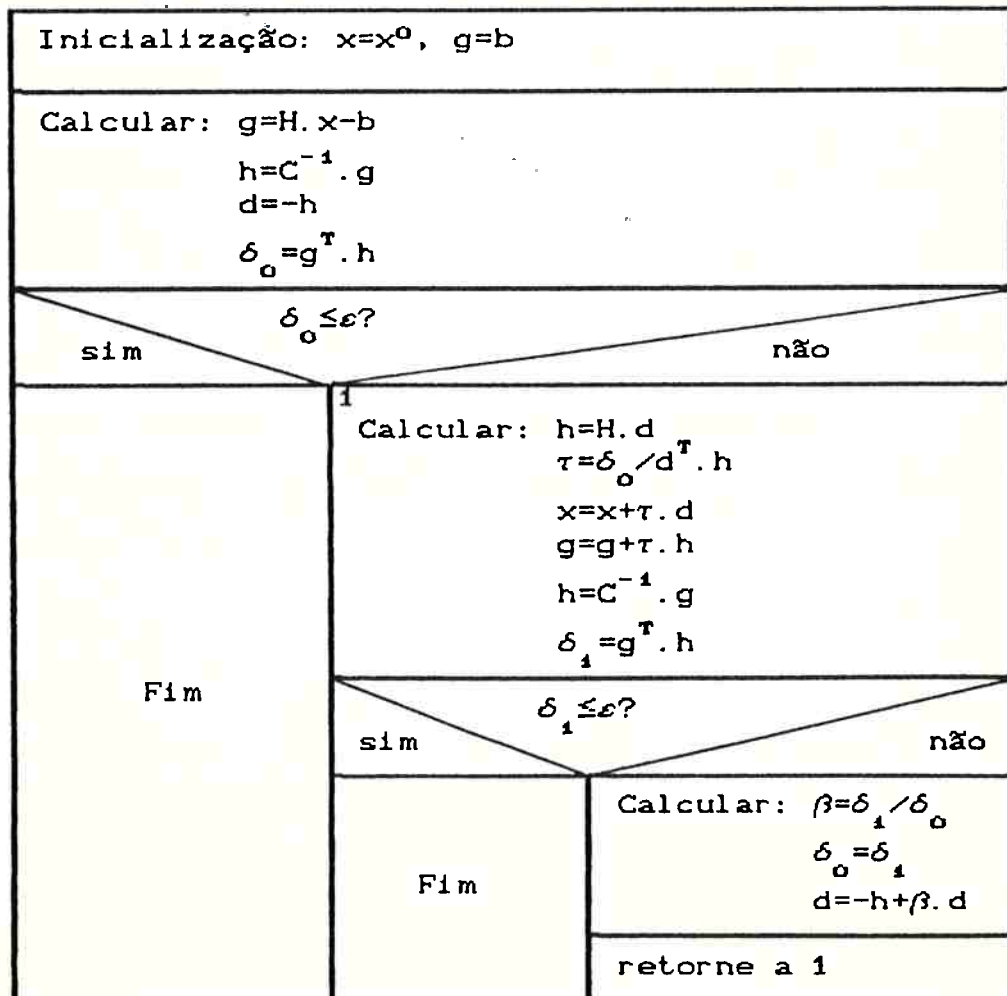 Inicialização: x=x⁰, g=b
Calcular: g=H.x-b
h=C⁻¹.g
d=-h
δ₀=gᵀ.h
δ₀≤ε?
sim
não
1
Calcular: h=H.d
τ=δ₀/dᵀ.h
x=x+τ.d
g=g+τ.h
h=C⁻¹.g
δ₁=gᵀ.h
Fim
δ₁≤ε?
sim
não
Calcular: β=δ₁/δ₀
δ₀=δ₁
d=-h+β.d
Fim
retorne a 1